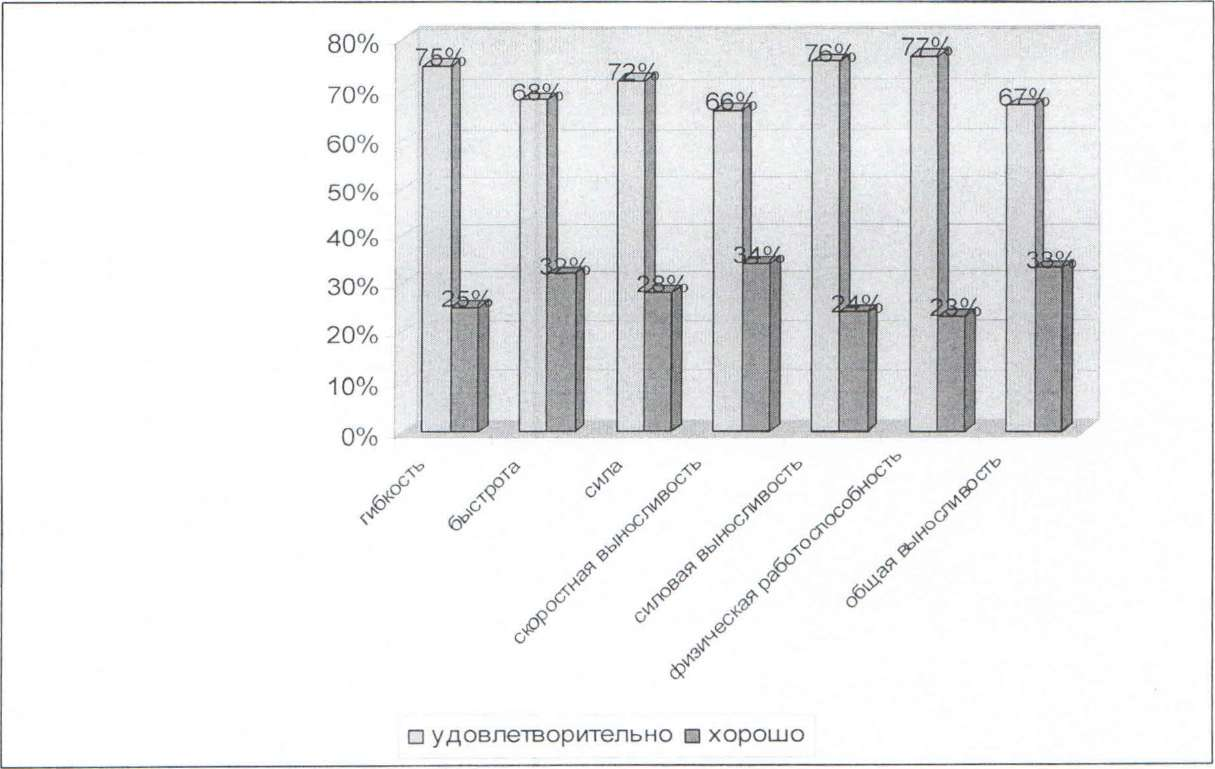 80%
70%
60%
50%
40%
30%
20%
10%
0%
75%
25%
68%
32%
72%
28%
66%
34%
76%
24%
77%
23%
67%
33%
гибкость
быстрота
сила
скоростная выносливость
силовая выносливость
физическая работоспособность
общая выносливость
удовлетворительно
хорошо